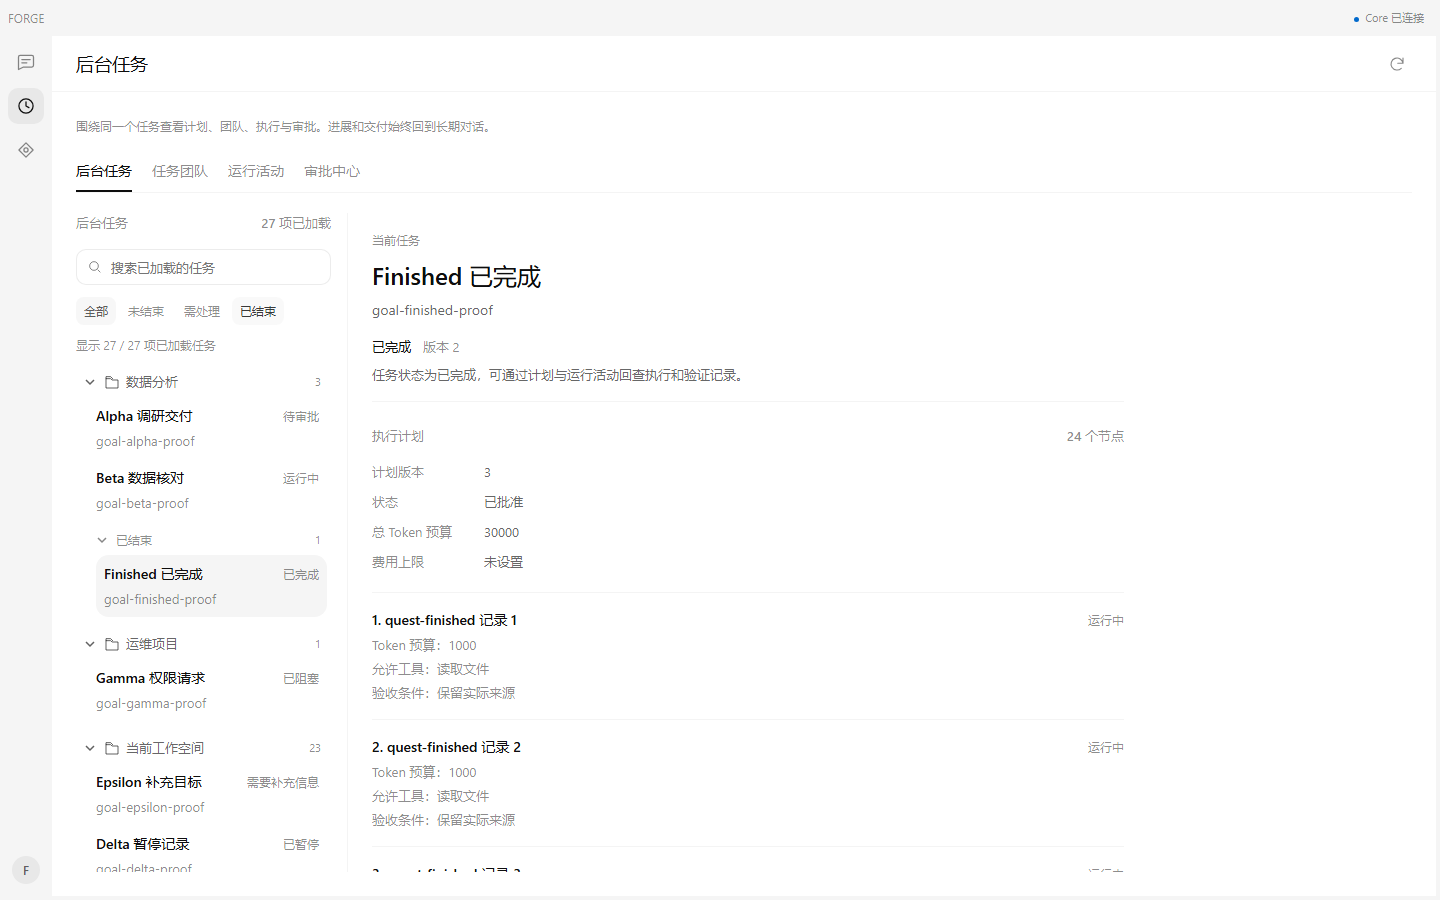 FORGE
Core 已连接
后台任务
围绕同一个任务查看计划、团队、执行与审批。进展和交付始终回到长期对话。
后台任务 任务团队 运行活动 审批中心
后台任务 27 项已加载
搜索已加载的任务
全部 未结束 需处理 已结束
显示 27 / 27 项已加载任务
数据分析 3
Alpha 调研交付 待审批
goal-alpha-proof
Beta 数据核对 运行中
goal-beta-proof
已结束 1
Finished 已完成 已完成
goal-finished-proof
运维项目 1
Gamma 权限请求 已阻塞
goal-gamma-proof
当前工作空间 23
Epsilon 补充目标 需要补充信息
goal-epsilon-proof
Delta 暂停记录 已暂停
goal-delta-proof
F
当前任务
Finished 已完成
goal-finished-proof
已完成 版本 2
任务状态为已完成，可通过计划与运行活动回查执行和验证记录。
执行计划 24 个节点
计划版本 3
状态 已批准
总 Token 预算 30000
费用上限 未设置
1. quest-finished 记录 1 运行中
Token 预算：1000
允许工具：读取文件
验收条件：保留实际来源
2. quest-finished 记录 2 运行中
Token 预算：1000
允许工具：读取文件
验收条件：保留实际来源